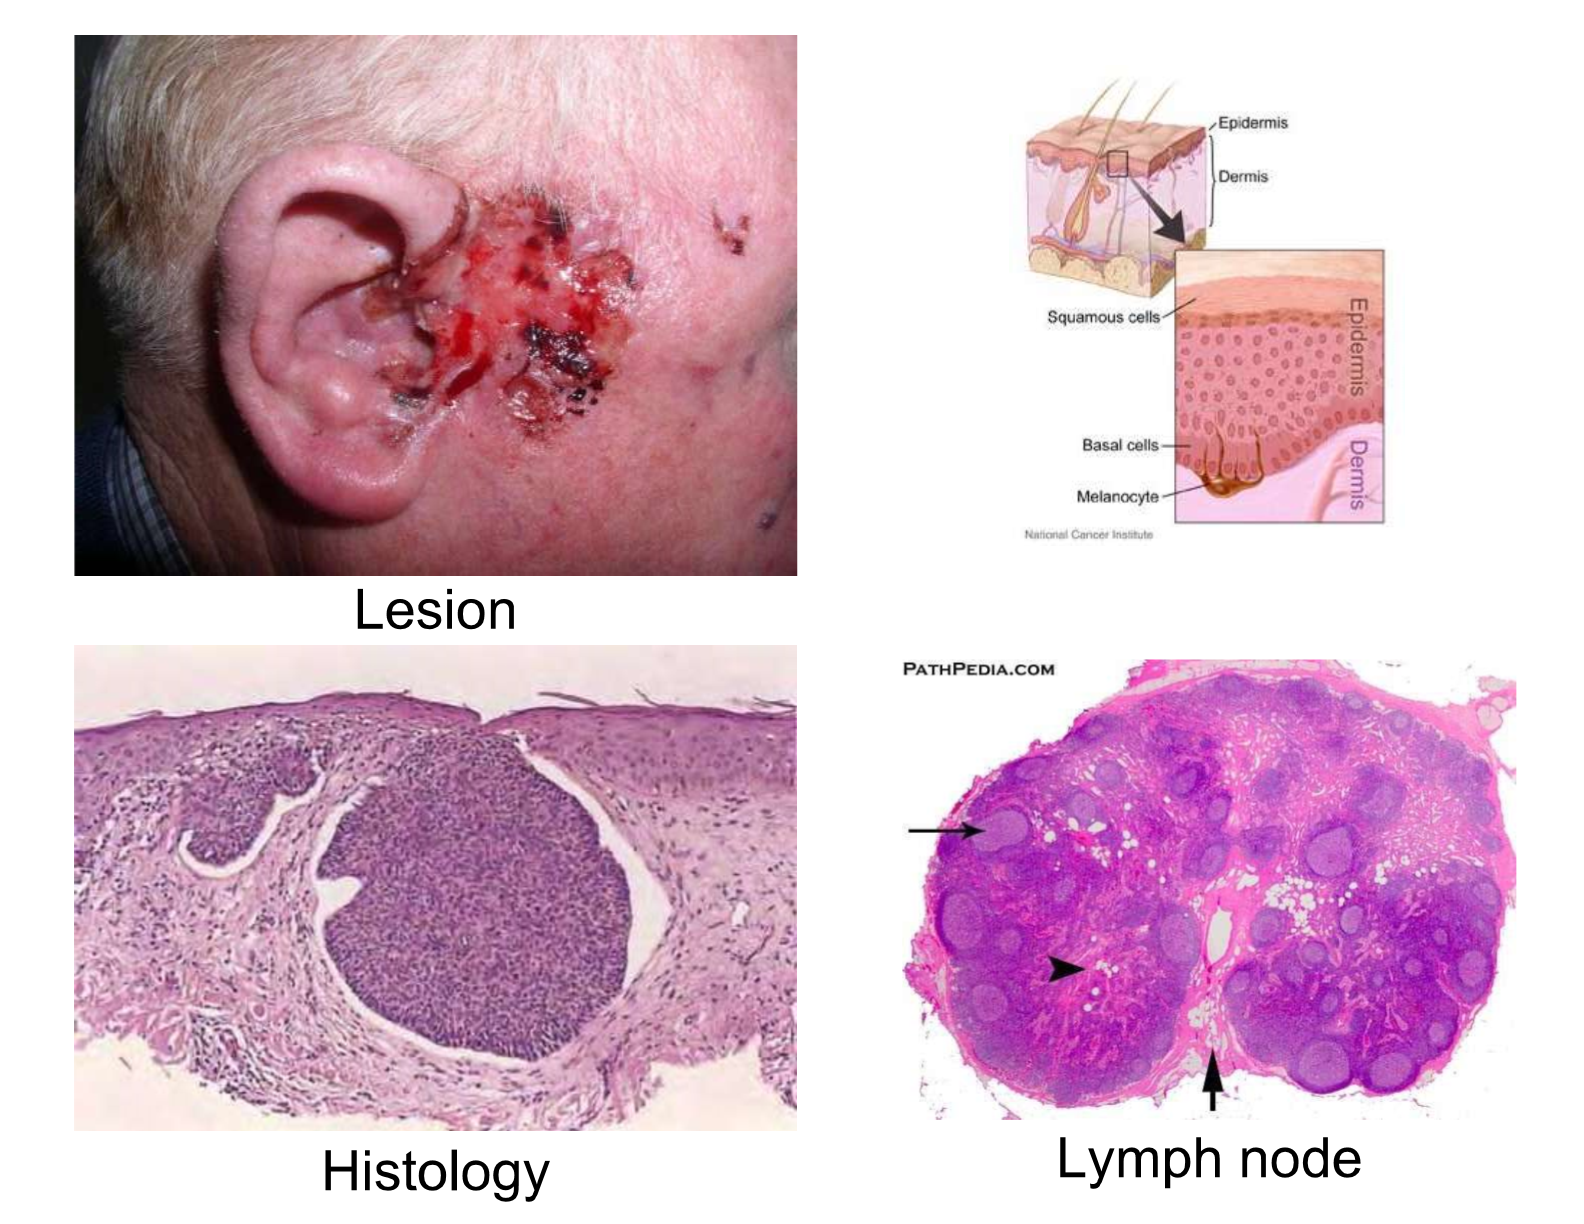 Epidermis
Dermis
Squamous cells
Epidermis
Basal cells
Dermis
Melanocyte
National Cancer Institute
Lesion
PATHPEDIA.COM
Histology
Lymph node